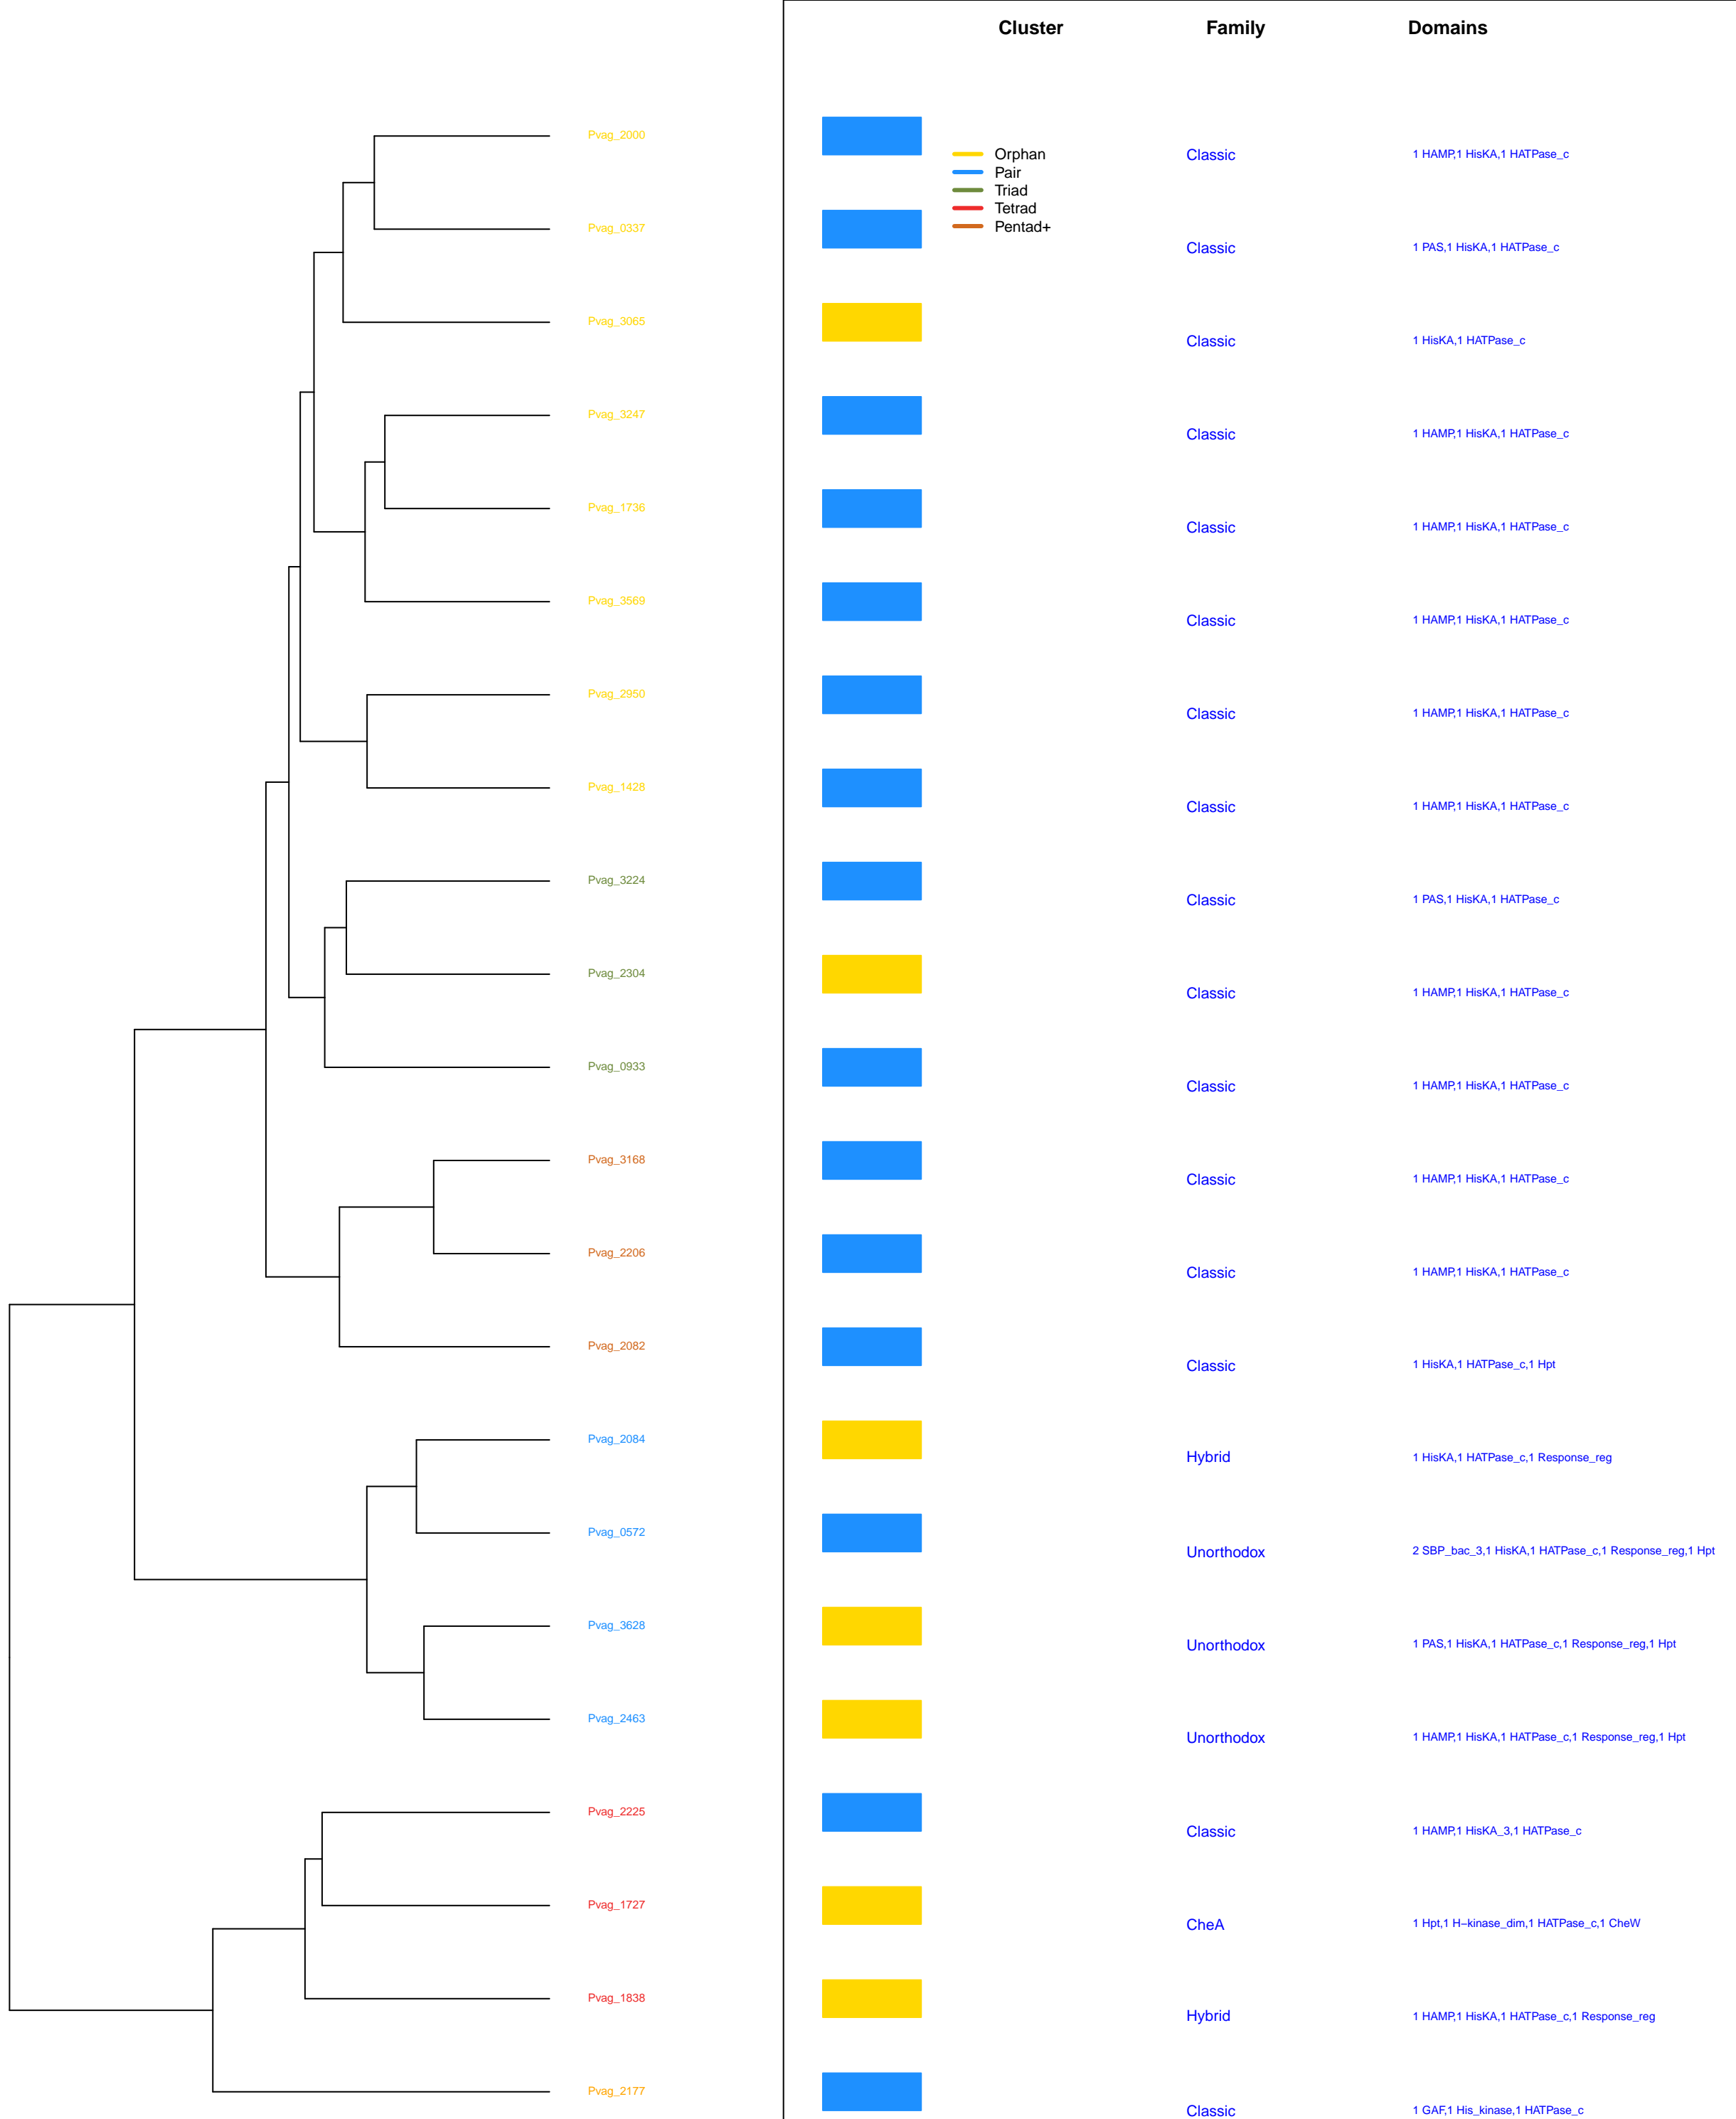 Cluster Family Domains
Pvag_2000 Classic 1 HAMP,1 HisKA,1 HATPase_c
Orphan
Pair
Triad
Tetrad
Pentad+
Pvag_0337 Classic 1 PAS,1 HisKA,1 HATPase_c
Pvag_3065 Classic 1 HisKA,1 HATPase_c
Pvag_3247 Classic 1 HAMP,1 HisKA,1 HATPase_c
Pvag_1736 Classic 1 HAMP,1 HisKA,1 HATPase_c
Pvag_3569 Classic 1 HAMP,1 HisKA,1 HATPase_c
Pvag_2950 Classic 1 HAMP,1 HisKA,1 HATPase_c
Pvag_1428 Classic 1 HAMP,1 HisKA,1 HATPase_c
Pvag_3224 Classic 1 PAS,1 HisKA,1 HATPase_c
Pvag_2304 Classic 1 HAMP,1 HisKA,1 HATPase_c
Pvag_0933 Classic 1 HAMP,1 HisKA,1 HATPase_c
Pvag_3168 Classic 1 HAMP,1 HisKA,1 HATPase_c
Pvag_2206 Classic 1 HAMP,1 HisKA,1 HATPase_c
Pvag_2082 Classic 1 HisKA,1 HATPase_c,1 Hpt
Pvag_2084 Hybrid 1 HisKA,1 HATPase_c,1 Response_reg
Pvag_0572 Unorthodox 2 SBP_bac_3,1 HisKA,1 HATPase_c,1 Response_reg,1 Hpt
Pvag_3628 Unorthodox 1 PAS,1 HisKA,1 HATPase_c,1 Response_reg,1 Hpt
Pvag_2463 Unorthodox 1 HAMP,1 HisKA,1 HATPase_c,1 Response_reg,1 Hpt
Pvag_2225 Classic 1 HAMP,1 HisKA_3,1 HATPase_c
Pvag_1727 CheA 1 Hpt,1 H−kinase_dim,1 HATPase_c,1 CheW
Pvag_1838 Hybrid 1 HAMP,1 HisKA,1 HATPase_c,1 Response_reg
Pvag_2177 Classic 1 GAF,1 His_kinase,1 HATPase_c